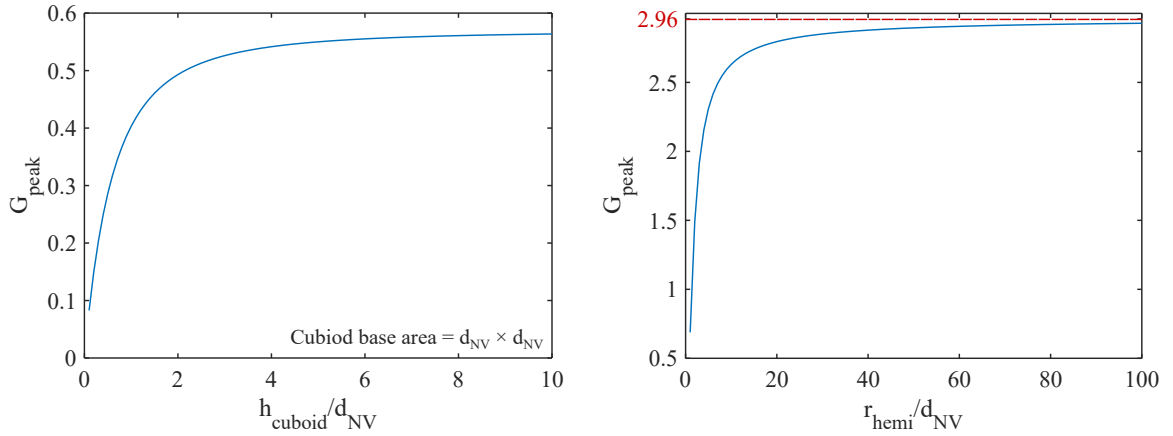 0.6
0.5
0.4
0.3
0.2
0.1
0
G_peak
Cubiod base area = d_NV × d_NV
0 2 4 6 8 10
h_cuboid/d_NV
2.96
2.5
2
1.5
1
0.5
G_peak
0 20 40 60 80 100
r_hemi/d_NV